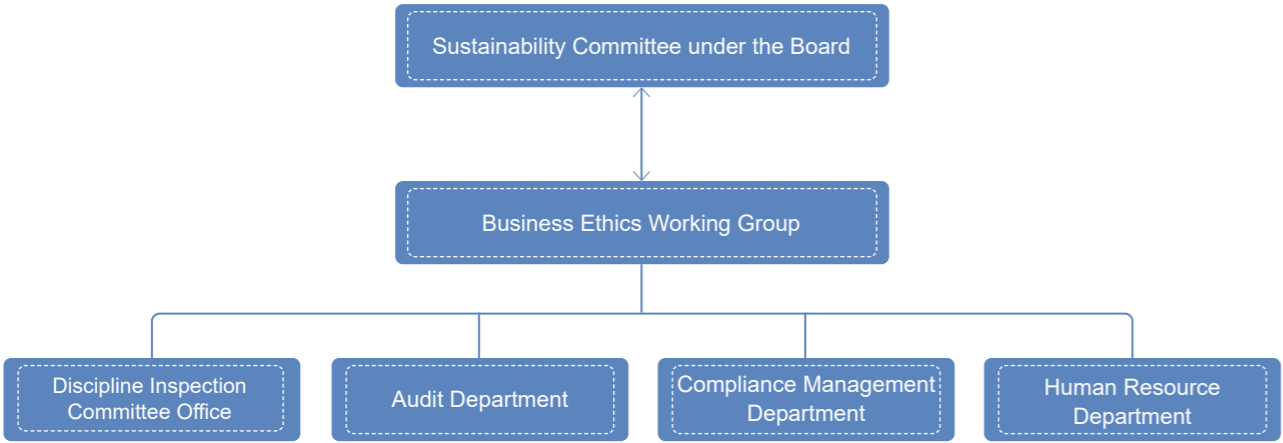 Sustainability Committee under the Board
Business Ethics Working Group
Discipline Inspection
Committee Office
Audit Department
Compliance Management
Department
Human Resource
Department